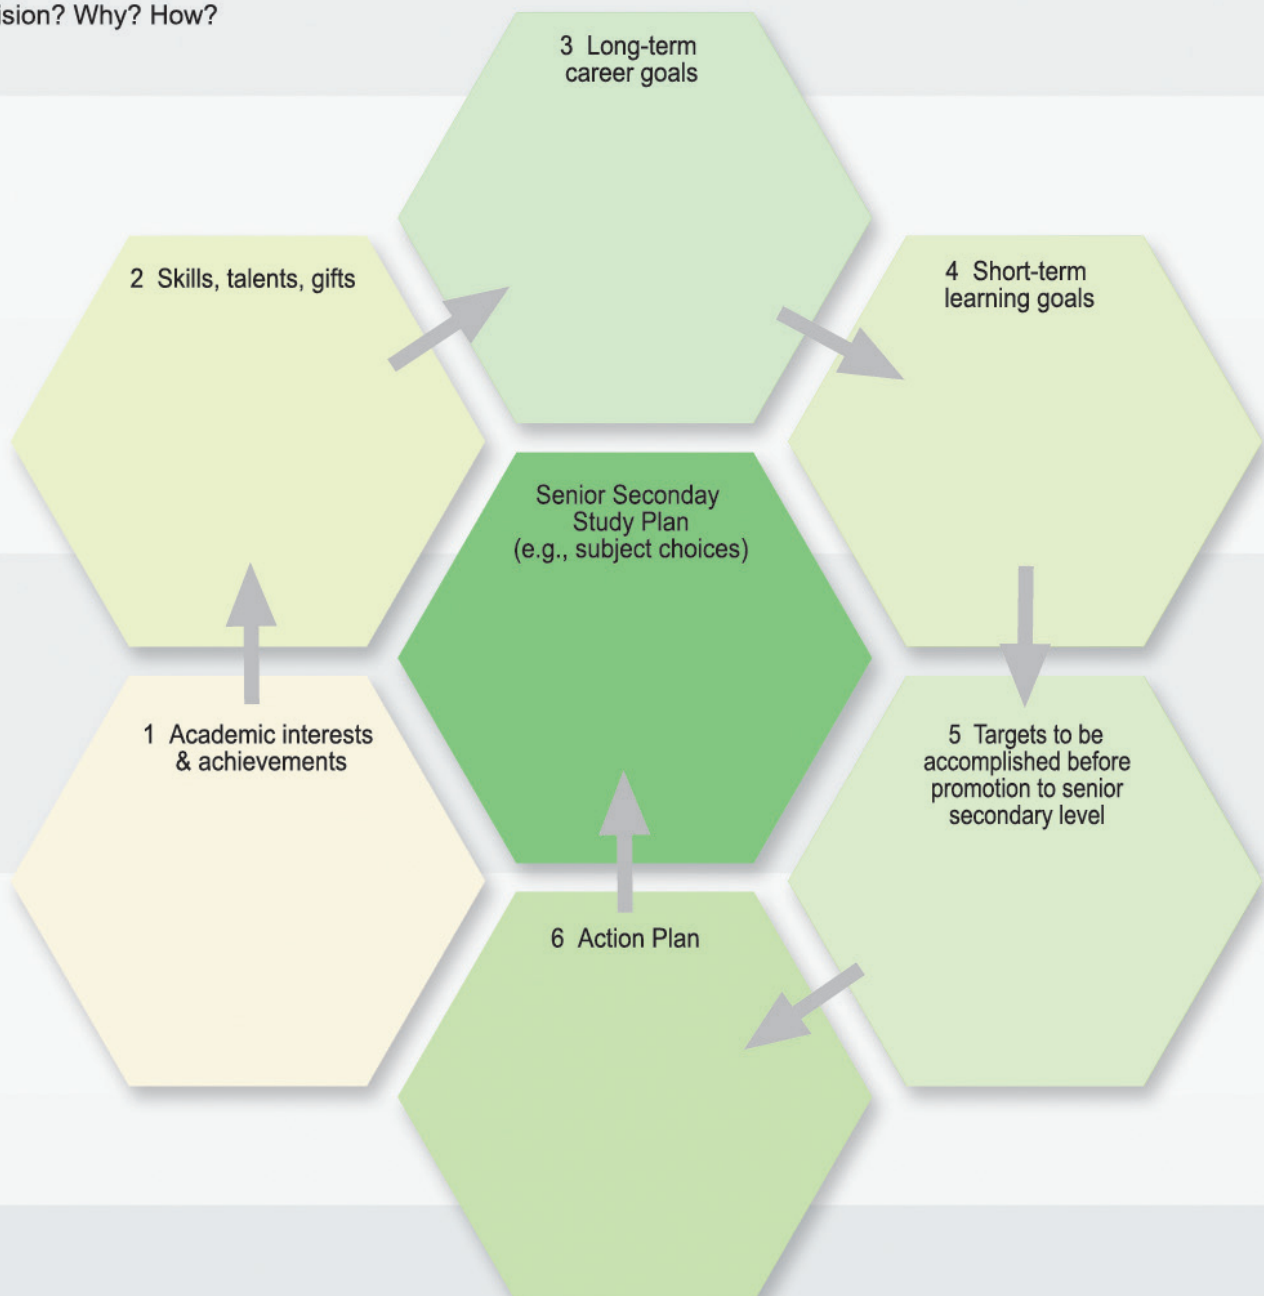 Why? How?
3 Long-term
career goals
2 Skills, talents, gifts
4 Short-term
learning goals
Senior Seconday
Study Plan
(e.g., subject choices)
1 Academic interests
& achievements
5 Targets to be
accomplished before
promotion to senior
secondary level
6 Action Plan